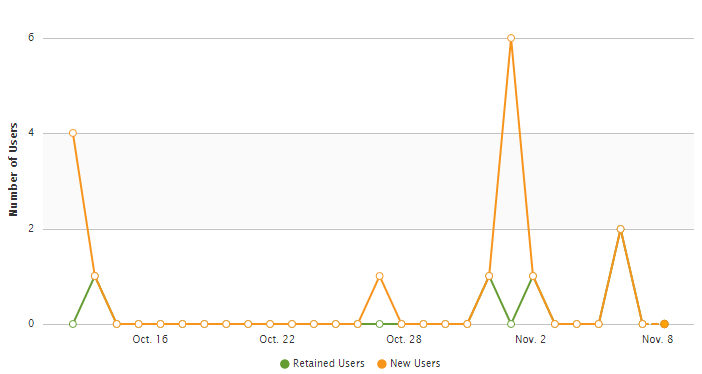 6
4
2
0
Number of Users
Oct. 16 Oct. 22 Oct. 28 Nov. 2 Nov. 8
Retained Users New Users